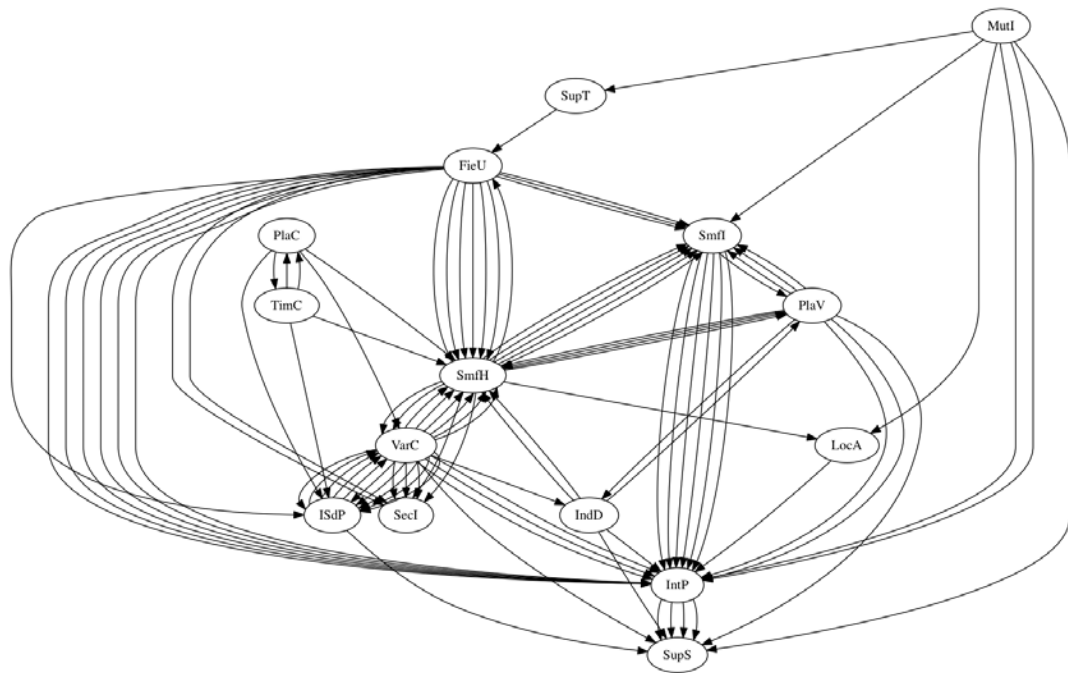 MutI
SupT
FieU
PlaC
SmfI
TimC
PlaV
SmfH
VarC
LocA
ISdP
SecI
IndD
IntP
SupS